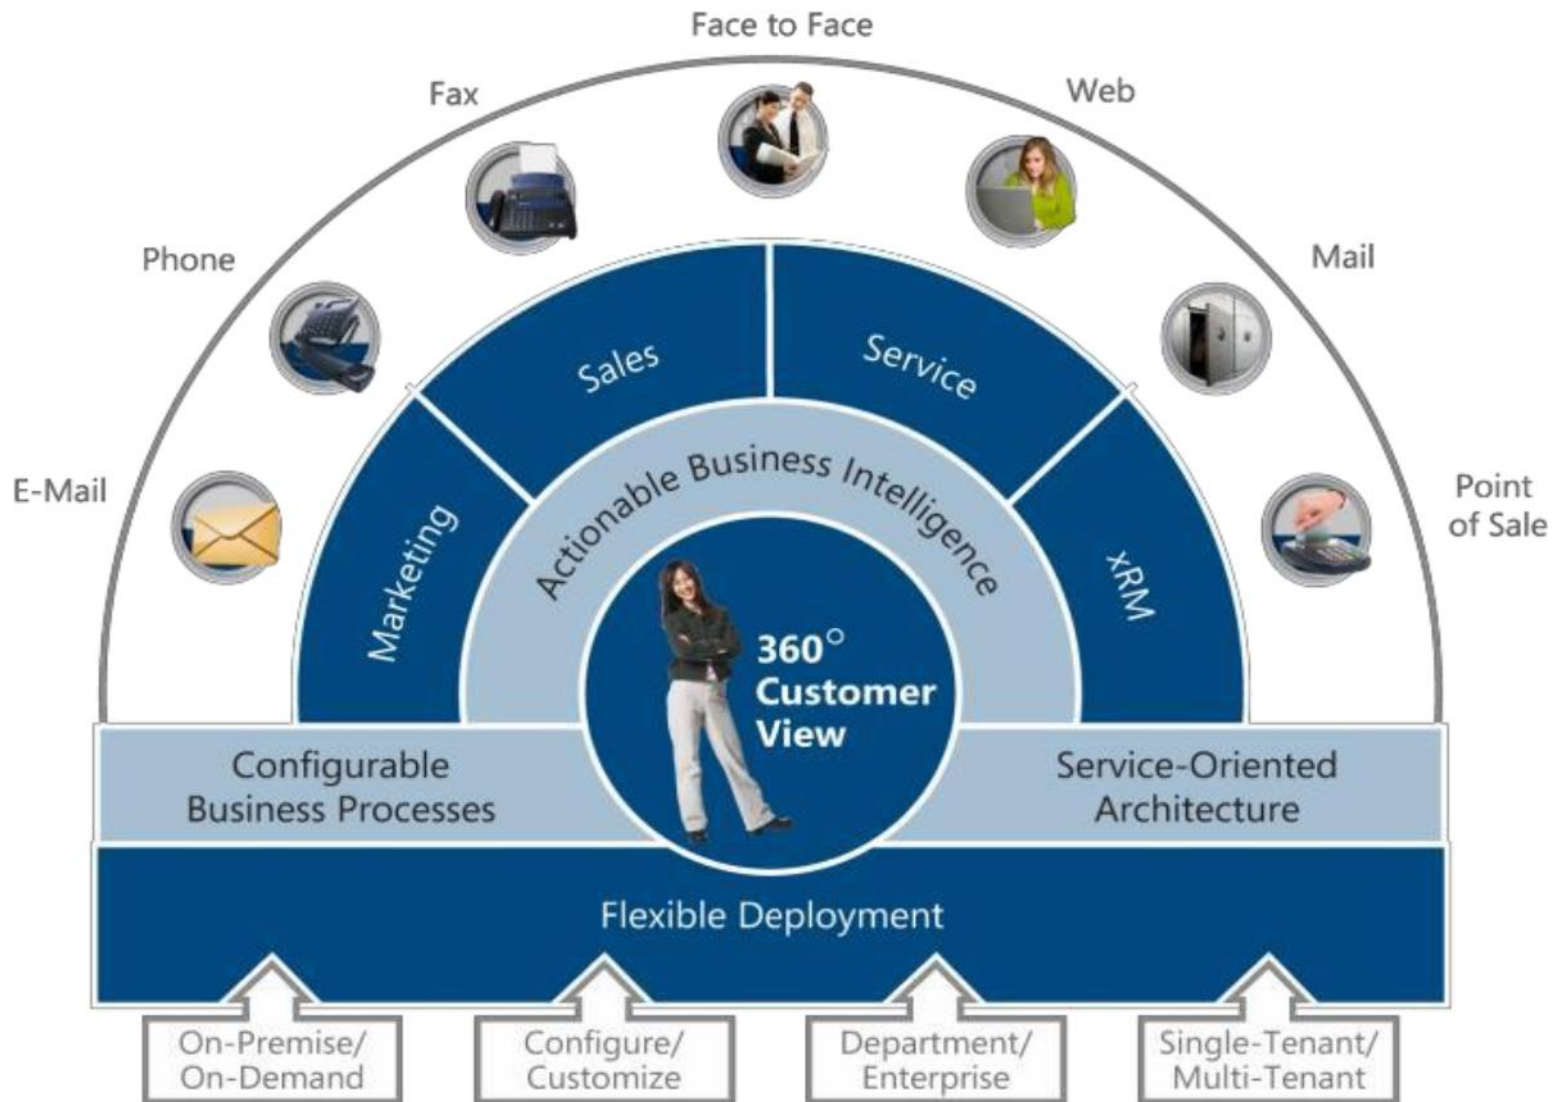 Face to Face
Fax
Web
Phone
Mail
E-Mail
Point
of Sale
Sales
Service
Marketing
xRM
Actionable Business Intelligence
360°
Customer
View
Configurable
Business Processes
Service-Oriented
Architecture
Flexible Deployment
On-Premise/
On-Demand
Configure/
Customize
Department/
Enterprise
Single-Tenant/
Multi-Tenant